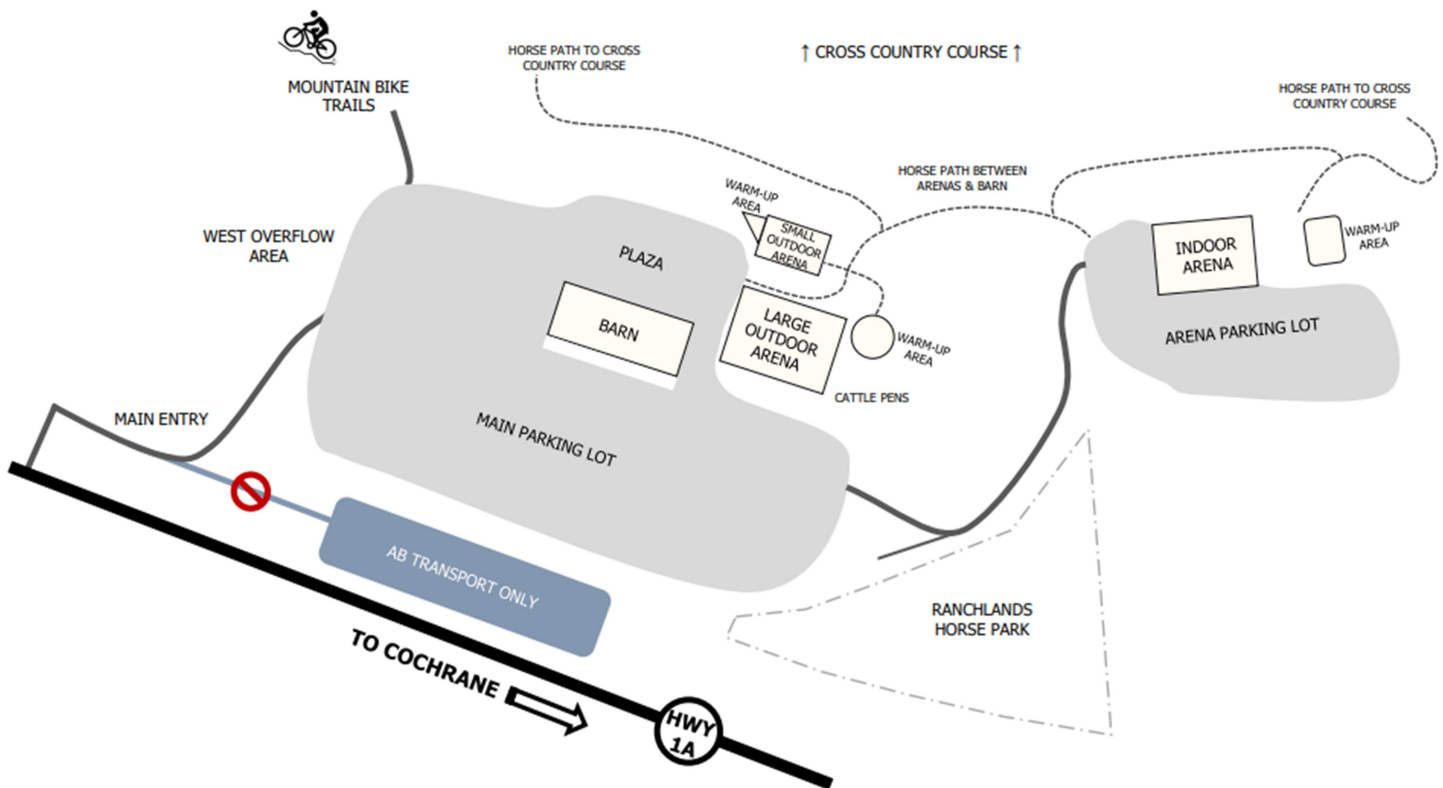 HORSE PATH TO CROSS
COUNTRY COURSE
↑ CROSS COUNTRY COURSE ↑
MOUNTAIN BIKE
TRAILS
HORSE PATH TO CROSS
COUNTRY COURSE
HORSE PATH BETWEEN
ARENAS & BARN
WARM-UP
AREA
SMALL
OUTDOOR
ARENA
WEST OVERFLOW
AREA
PLAZA
INDOOR
ARENA
WARM-UP
AREA
BARN
LARGE
OUTDOOR
ARENA
WARM-UP
AREA
ARENA PARKING LOT
CATTLE PENS
MAIN ENTRY
MAIN PARKING LOT
AB TRANSPORT ONLY
RANCHLANDS
HORSE PARK
TO COCHRANE
HWY
1A